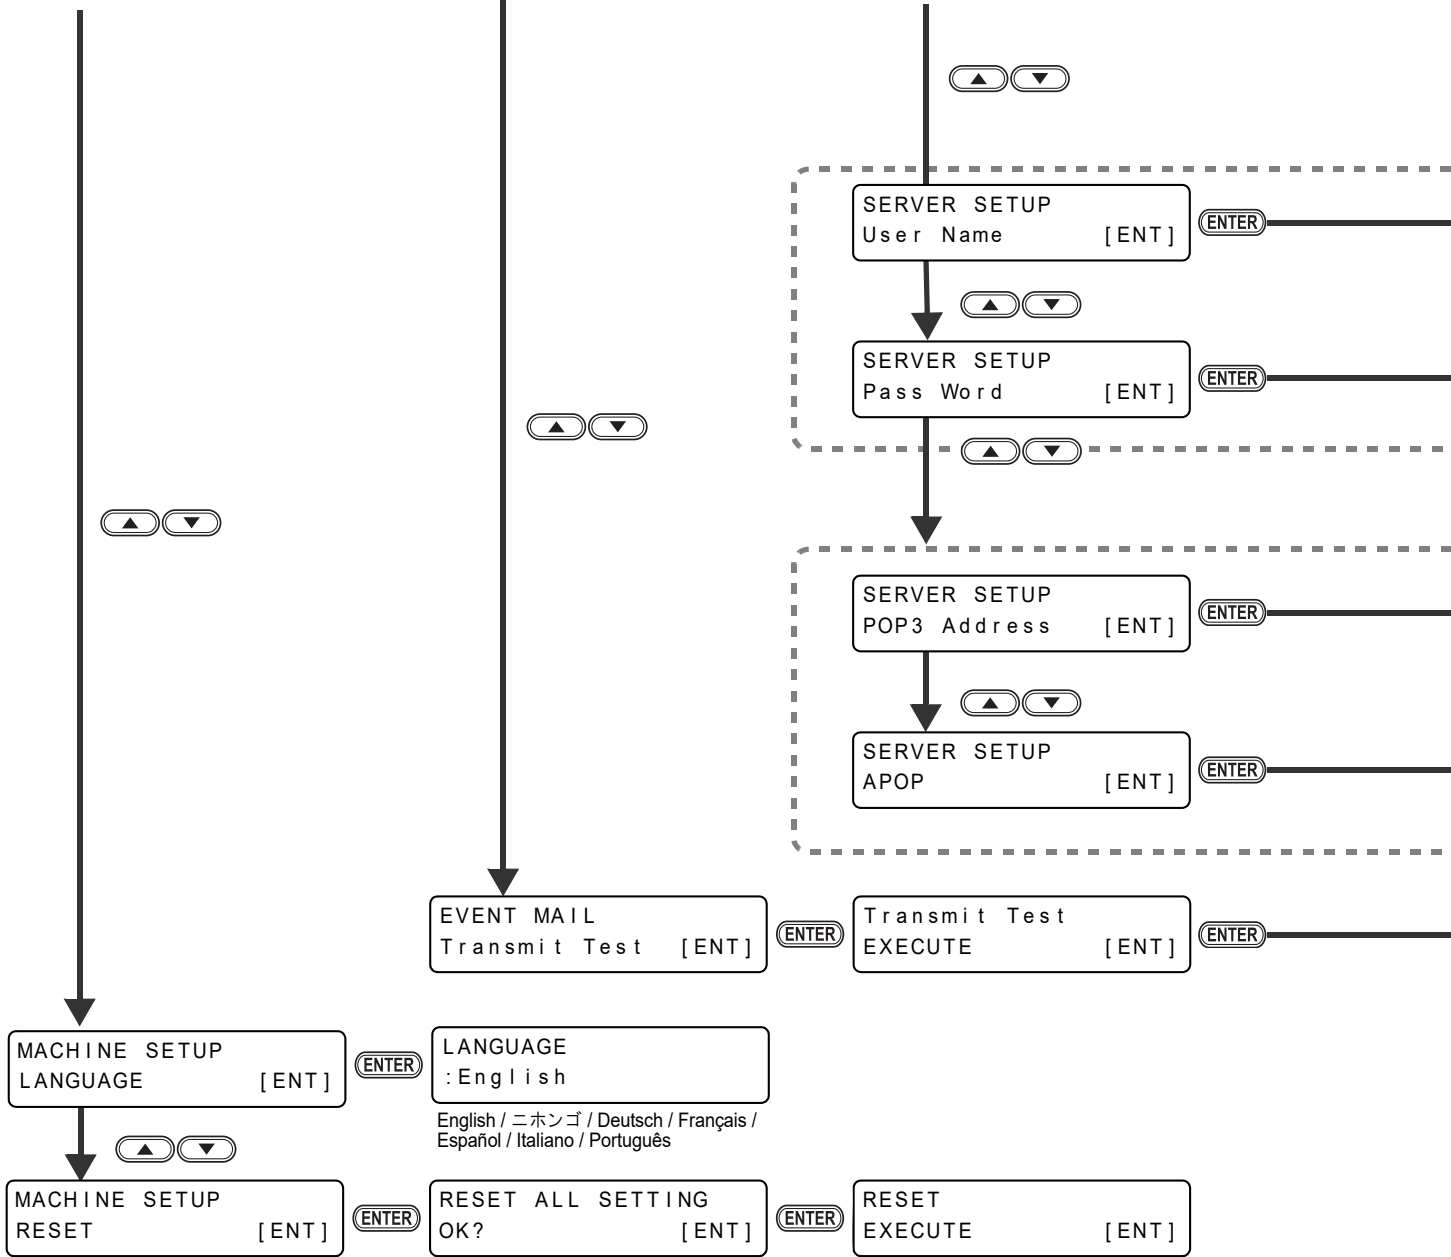 SERVER SETUP
User Name [ENT]
ENTER
SERVER SETUP
Pass Word [ENT]
ENTER
SERVER SETUP
POP3 Address [ENT]
ENTER
SERVER SETUP
APOP [ENT]
ENTER
EVENT MAIL
Transmit Test [ENT]
ENTER
Transmit Test
EXECUTE [ENT]
ENTER
MACHINE SETUP
LANGUAGE [ENT]
ENTER
LANGUAGE
:English
English / ニホンゴ / Deutsch / Français /
Español / Italiano / Português
MACHINE SETUP
RESET [ENT]
ENTER
RESET ALL SETTING
OK? [ENT]
ENTER
RESET
EXECUTE [ENT]